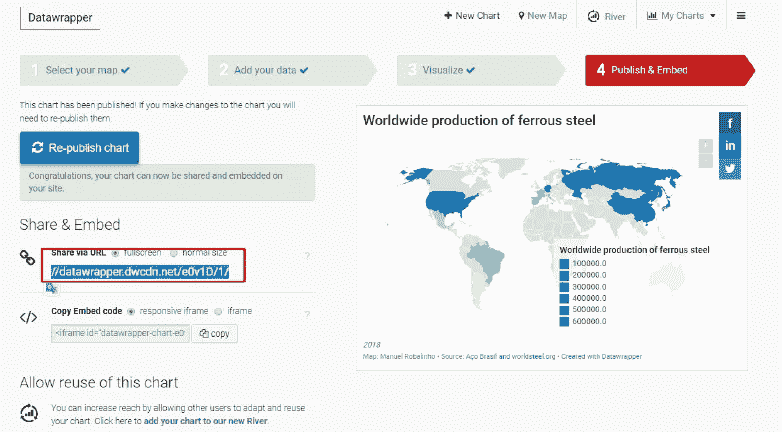 Datawrapper
+ New Chart
New Map
River
My Charts
1 Select your map
2 Add your data
3 Visualize
4 Publish & Embed
This chart has been published! If you make changes to the chart you will
need to re-publish them.
Re-publish chart
Congratulations, your chart can now be shared and embedded on
your site.
Share & Embed
Share via URL fullscreen normal size ?
//datawrapper.dwcdn.net/e0v1O/1/
Copy Embed code responsive iframe iframe ?
<iframe id="datawrapper-chart-e0 copy
Allow reuse of this chart
You can increase reach by allowing other users to adapt and reuse
your chart. Click here to add your chart to our new River.
Worldwide production of ferrous steel
f
in
Worldwide production of ferrous steel
100000.0
200000.0
300000.0
400000.0
500000.0
600000.0
2018
Map: Manuel Robalinho • Source: Aço Brasil and worldsteel.org • Created with Datawrapper